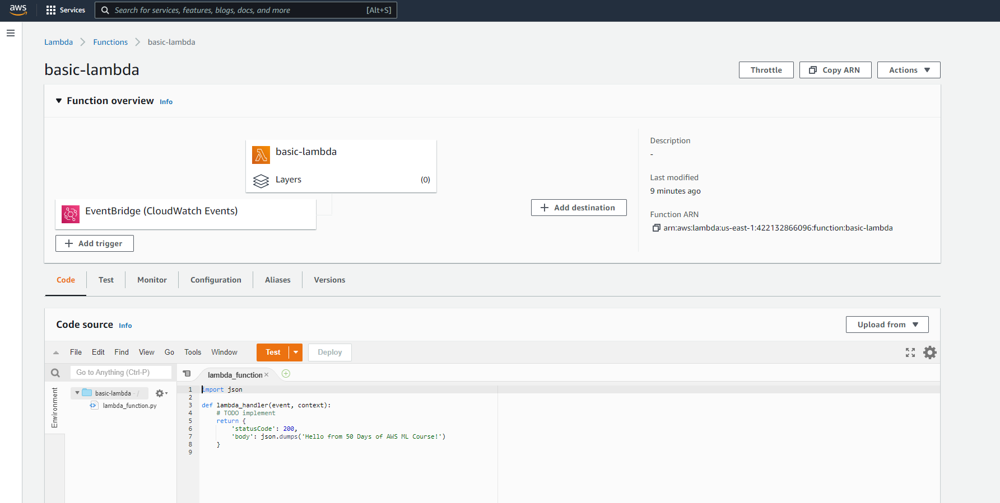 aws
Services
Search for services, features, blogs, docs, and more
[Alt+S]
Lambda
Functions
basic-lambda
basic-lambda
Throttle
Copy ARN
Actions
Function overview
Info
basic-lambda
Layers
(0)
EventBridge (CloudWatch Events)
Add trigger
Add destination
Description
-
Last modified
9 minutes ago
Function ARN
arn:aws:lambda:us-east-1:422132866096:function:basic-lambda
Code
Test
Monitor
Configuration
Aliases
Versions
Code source
Info
Upload from
File
Edit
Find
View
Go
Tools
Window
Test
Deploy
Go to Anything (Ctrl-P)
lambda_function
Environment
basic-lambda - /
lambda_function.py
1 import json
2
3 def lambda_handler(event, context):
4     # TODO implement
5     return {
6         'statusCode': 200,
7         'body': json.dumps('Hello from 50 Days of AWS ML Course!')
8     }
9